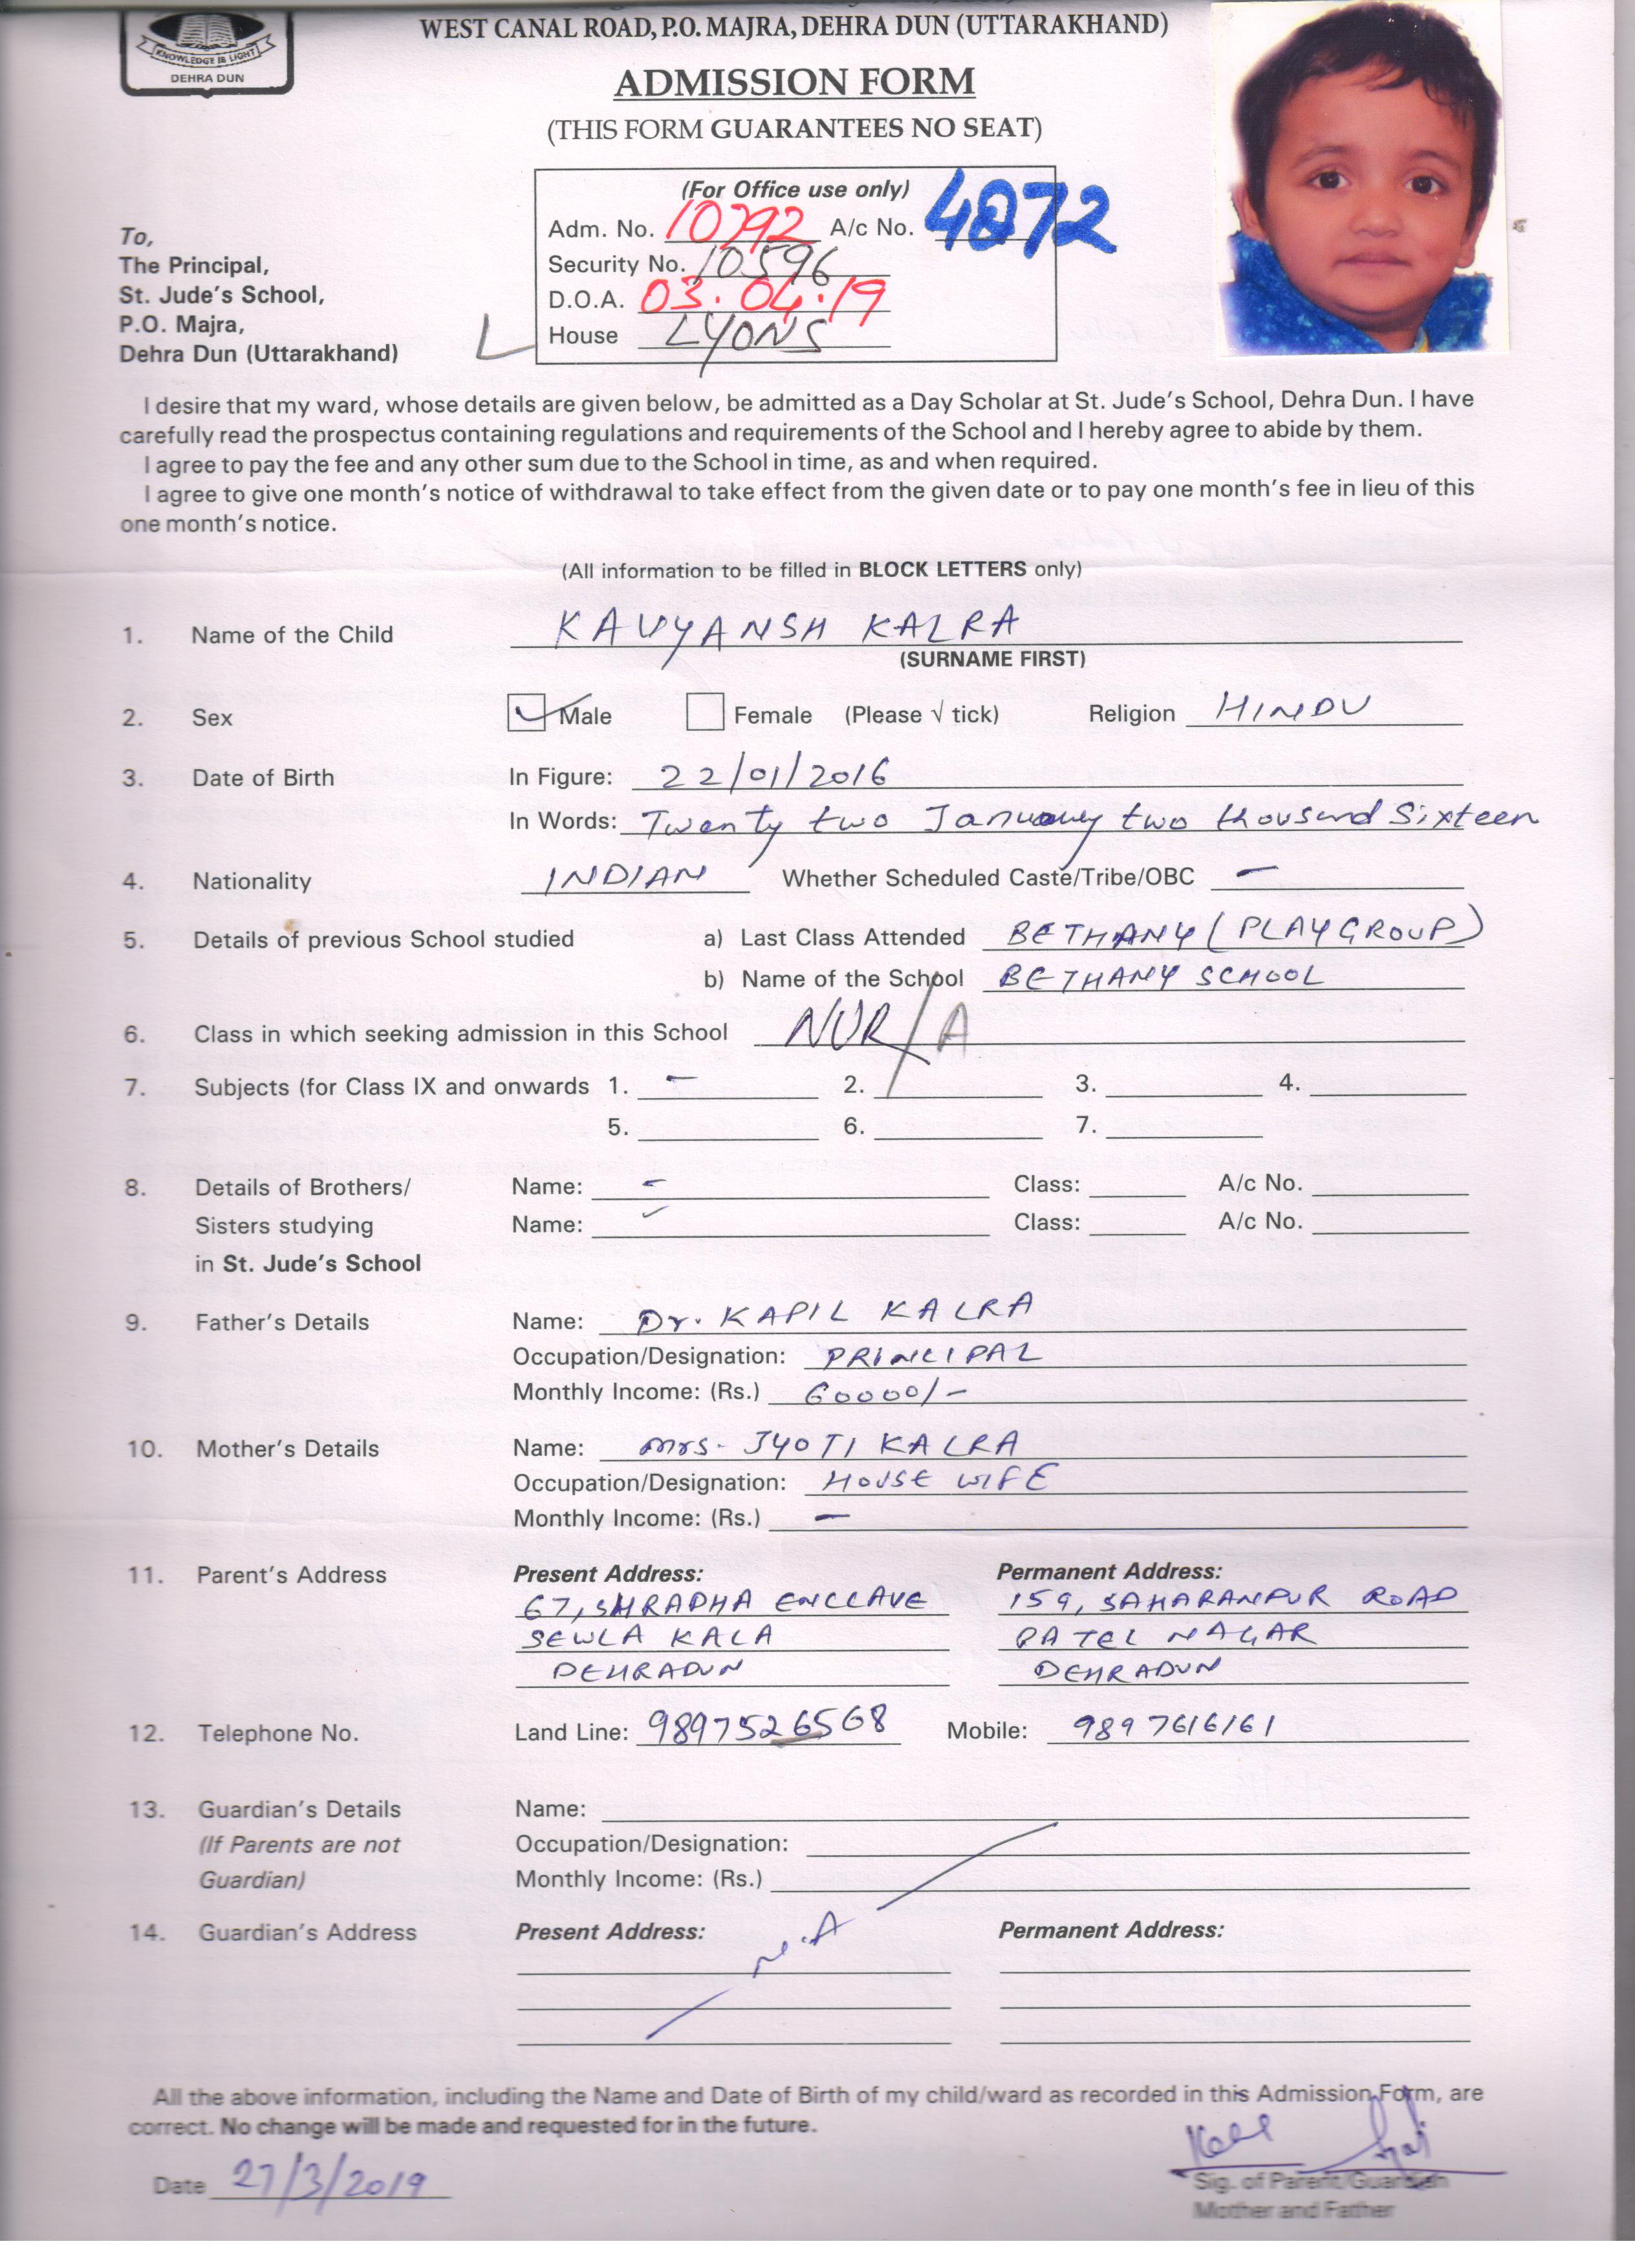 WEST CANAL ROAD, P.O. MAJRA, DEHRA DUN (UTTARAKHAND)
KNOWLEDGE IS LIGHT
DEHRA DUN
ADMISSION FORM
(THIS FORM GUARANTEES NO SEAT)
(For Office use only)
Adm. No. 10792 A/c No. 4872
Security No. 10596
D.O.A. 03.04.19
House LYONS
L
To,
The Principal,
St. Jude's School,
P.O. Majra,
Dehra Dun (Uttarakhand)
I desire that my ward, whose details are given below, be admitted as a Day Scholar at St. Jude's School, Dehra Dun. I have
carefully read the prospectus containing regulations and requirements of the School and I hereby agree to abide by them.
I agree to pay the fee and any other sum due to the School in time, as and when required.
I agree to give one month's notice of withdrawal to take effect from the given date or to pay one month's fee in lieu of this
one month's notice.
(All information to be filled in BLOCK LETTERS only)
1. Name of the Child KAVYANSH KALRA
(SURNAME FIRST)
2. Sex Male Female (Please √ tick) Religion HINDU
3. Date of Birth In Figure: 22/01/2016
In Words: Twenty two January two thousand Sixteen
4. Nationality INDIAN Whether Scheduled Caste/Tribe/OBC –
5. Details of previous School studied a) Last Class Attended BETHANY (PLAYGROUP)
b) Name of the School BETHANY SCHOOL
6. Class in which seeking admission in this School NUR/A
7. Subjects (for Class IX and onwards 1. – 2. 3. 4.
5. 6. 7.
8. Details of Brothers/ Name: – Class: A/c No.
Sisters studying Name: – Class: A/c No.
in St. Jude's School
9. Father's Details Name: Dr. KAPIL KALRA
Occupation/Designation: PRINCIPAL
Monthly Income: (Rs.) 60000/-
10. Mother's Details Name: Mrs. JYOTI KALRA
Occupation/Designation: HOUSE WIFE
Monthly Income: (Rs.) –
11. Parent's Address Present Address: Permanent Address:
67, SHRADHA ENCLAVE 159, SAHARANPUR ROAD
SEWLA KALA PATEL NAGAR
DEHRADUN DEHRADUN
12. Telephone No. Land Line: 9897526568 Mobile: 9897616161
13. Guardian's Details Name:
(If Parents are not Occupation/Designation:
Guardian) Monthly Income: (Rs.)
14. Guardian's Address Present Address: Permanent Address:
N.A
All the above information, including the Name and Date of Birth of my child/ward as recorded in this Admission Form, are
correct. No change will be made and requested for in the future.
Date 27/3/2019
Sig. of Parent/Guardian
Mother and Father